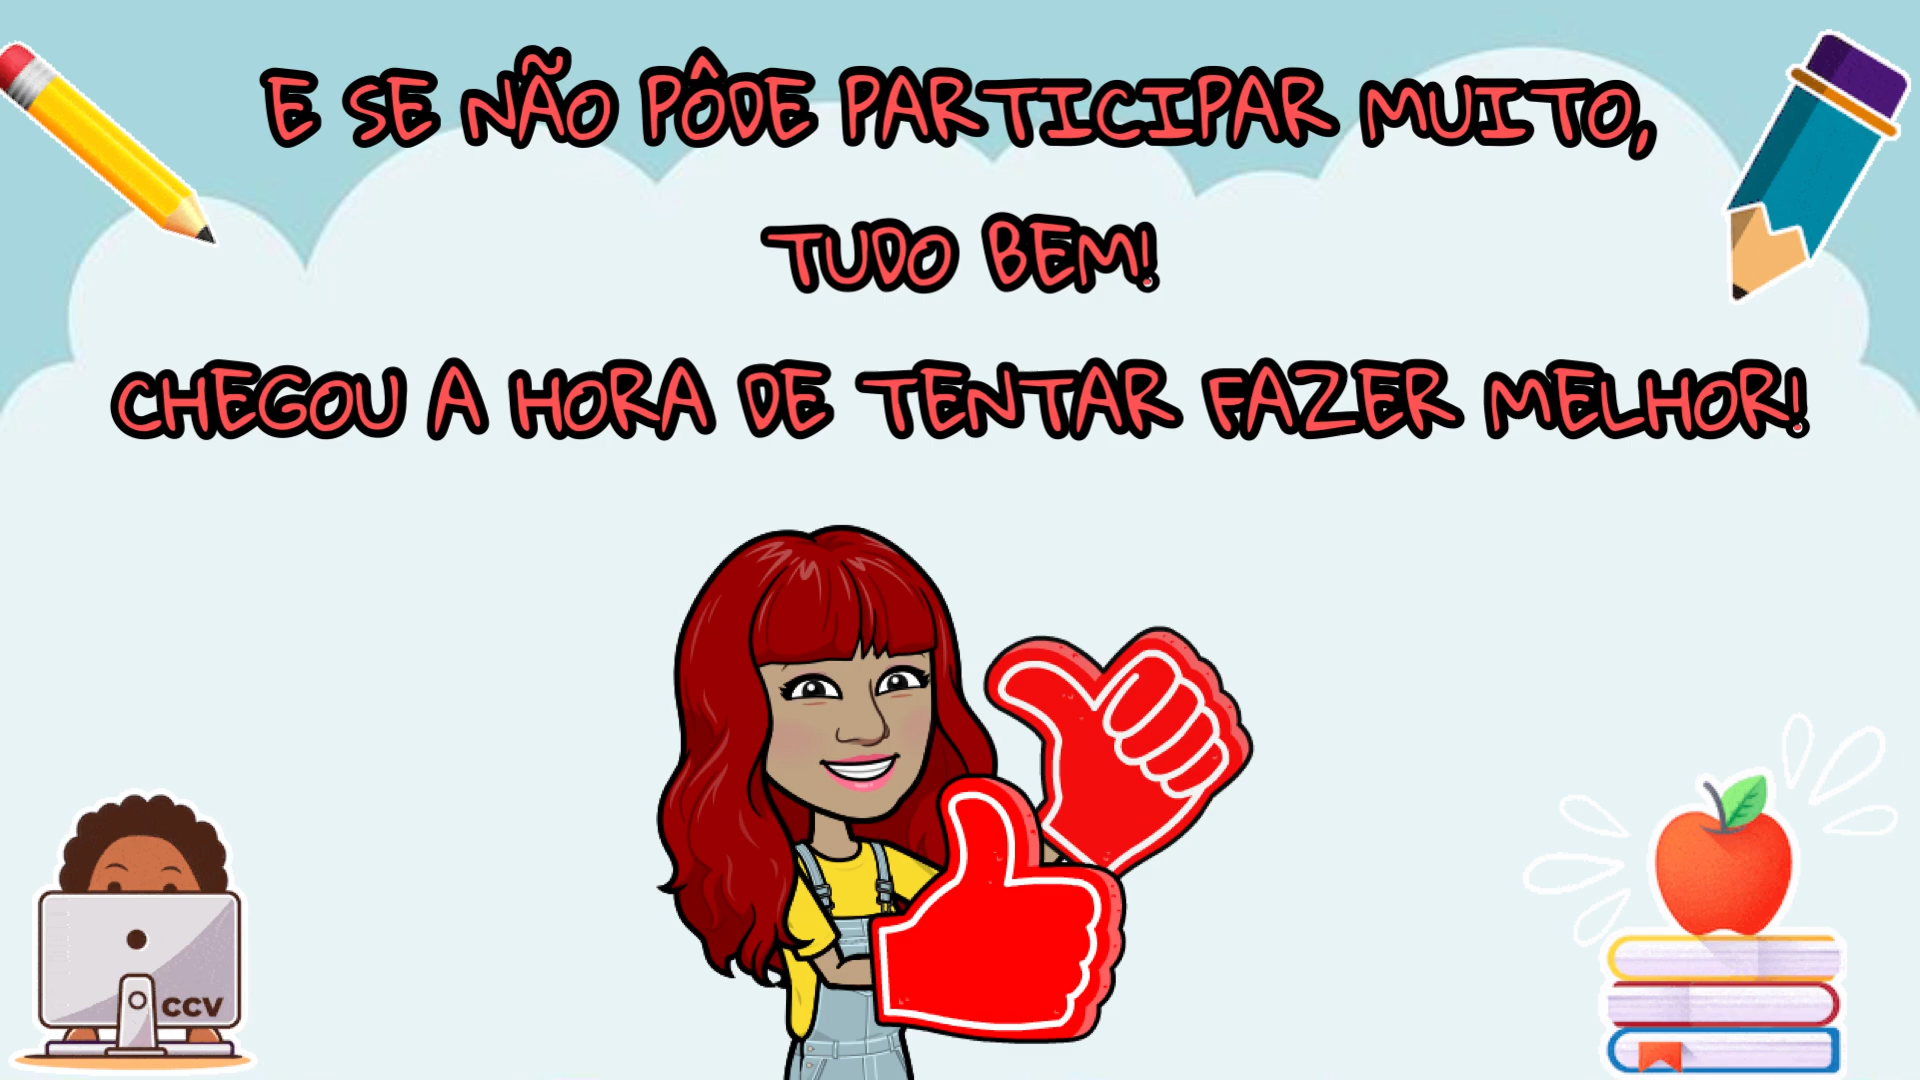 E SE NÃO PÔDE PARTICIPAR MUITO,
TUDO BEM!
CHEGOU A HORA DE TENTAR FAZER MELHOR!
CCV